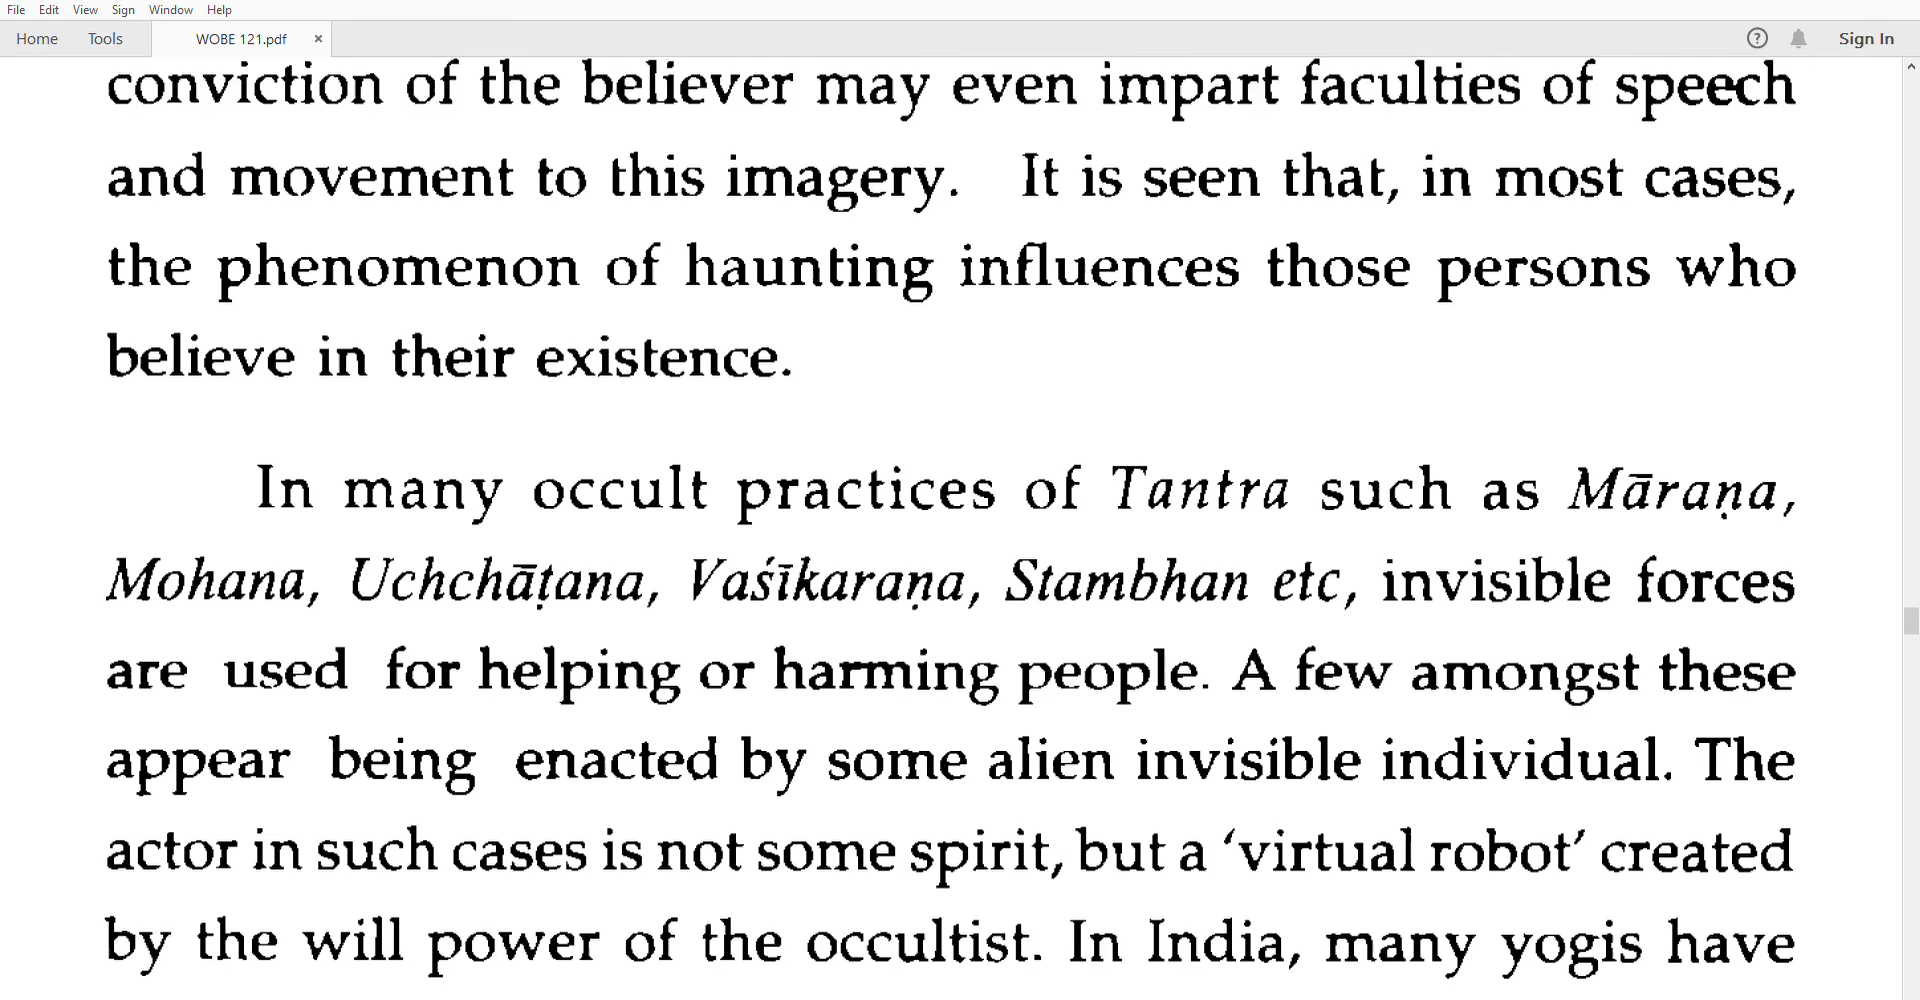 File Edit View Sign Window Help
Home Tools WOBE 121.pdf × ? Sign In
conviction of the believer may even impart faculties of speech
and movement to this imagery. It is seen that, in most cases,
the phenomenon of haunting influences those persons who
believe in their existence.
In many occult practices of Tantra such as Māraṇa,
Mohana, Uchchāṭana, Vaśīkaraṇa, Stambhan etc, invisible forces
are used for helping or harming people. A few amongst these
appear being enacted by some alien invisible individual. The
actor in such cases is not some spirit, but a ‘virtual robot’ created
by the will power of the occultist. In India, many yogis have